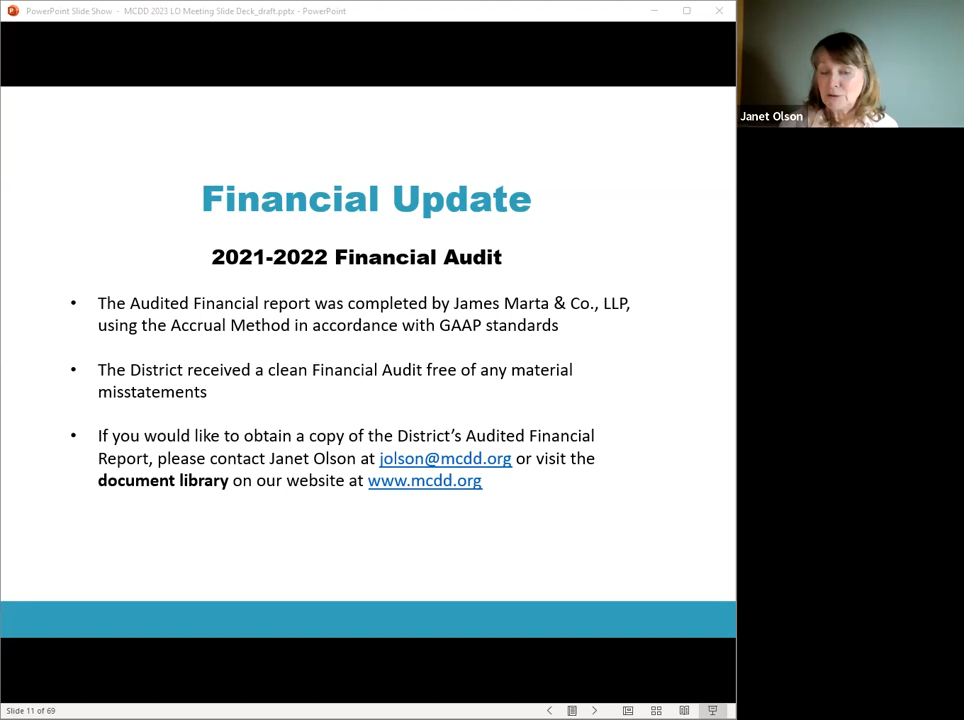 PowerPoint Slide Show - MCDD 2023 LO Meeting Slide Deck_draft.pptx - PowerPoint
Janet Olson
Financial Update
2021-2022 Financial Audit
• The Audited Financial report was completed by James Marta & Co., LLP,
using the Accrual Method in accordance with GAAP standards
• The District received a clean Financial Audit free of any material
misstatements
• If you would like to obtain a copy of the District’s Audited Financial
Report, please contact Janet Olson at jolson@mcdd.org or visit the
document library on our website at www.mcdd.org
Slide 11 of 69